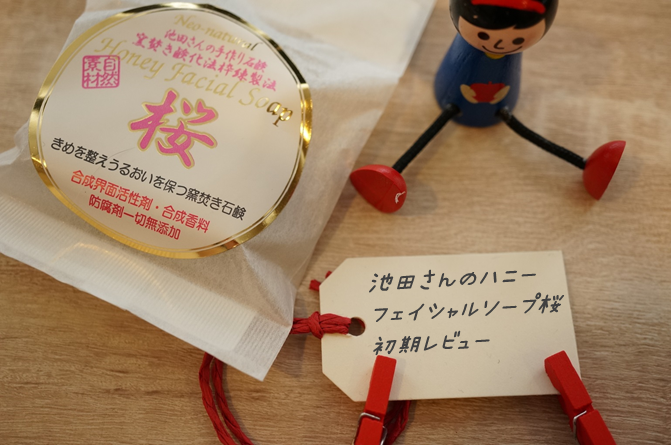 Neo-natural
池田さんの手作り石鹸
窯焚き鹸化法枠練製法
Honey Facial Soap
自然
素材
桜
きめを整えうるおいを保つ窯焚き石鹸
合成界面活性剤・合成香料
防腐剤一切無添加
池田さんのハニー
フェイシャルソープ桜
初期レビュー